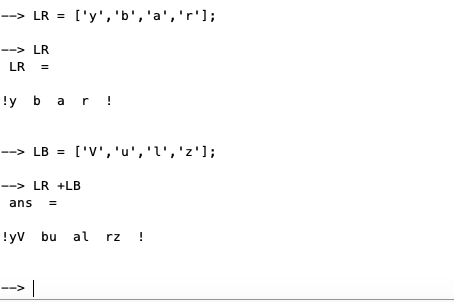 --> LR = ['y','b','a','r'];
--> LR
LR  =
!y  b  a  r  !
--> LB = ['V','u','l','z'];
--> LR +LB
ans  =
!yV  bu  al  rz  !
-->